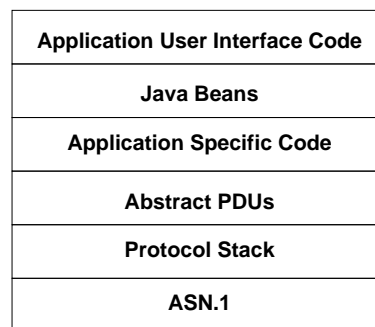 Application User Interface Code
Java Beans
Application Specific Code
Abstract PDUs
Protocol Stack
ASN.1